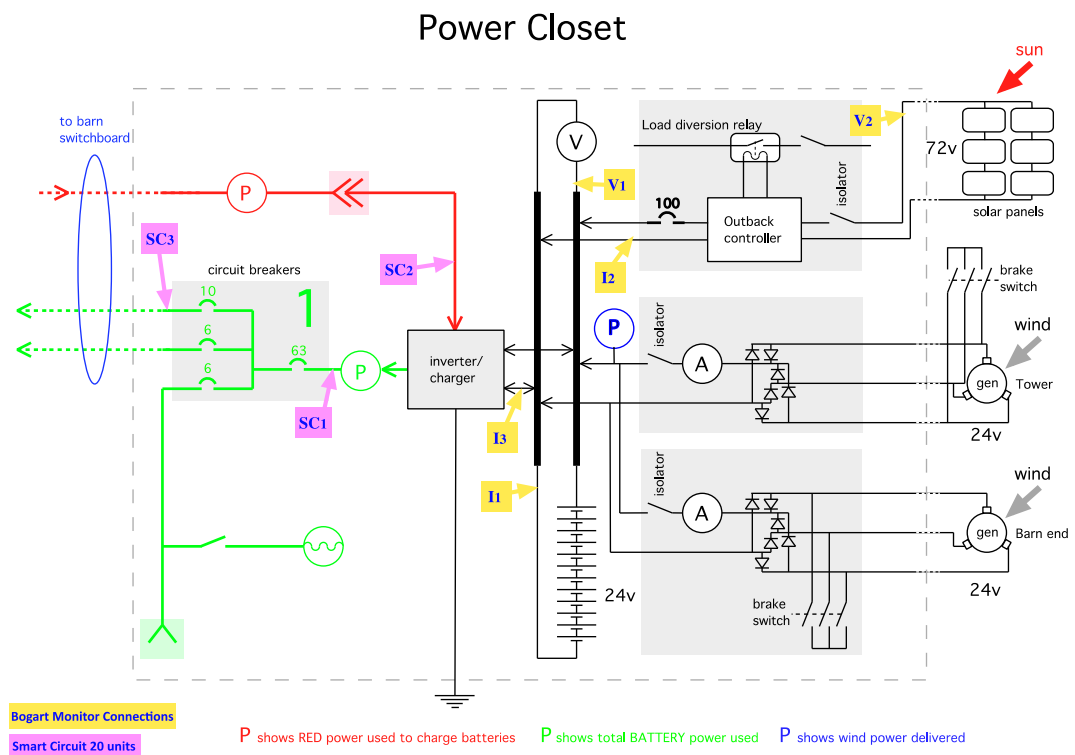 Power Closet
sun
to barn
switchboard
Load diversion relay
V2
V
72v
P
V1
isolator
100
Outback
controller
solar panels
SC3
SC2
I2
circuit breakers
10
1
6
63
6
P
inverter/
charger
P
isolator
A
brake
switch
wind
gen
Tower
24v
SC1
I3
I1
isolator
A
wind
gen
Barn end
24v
24v
brake
switch
Bogart Monitor Connections
Smart Circuit 20 units
P shows RED power used to charge batteries
P shows total BATTERY power used
P shows wind power delivered